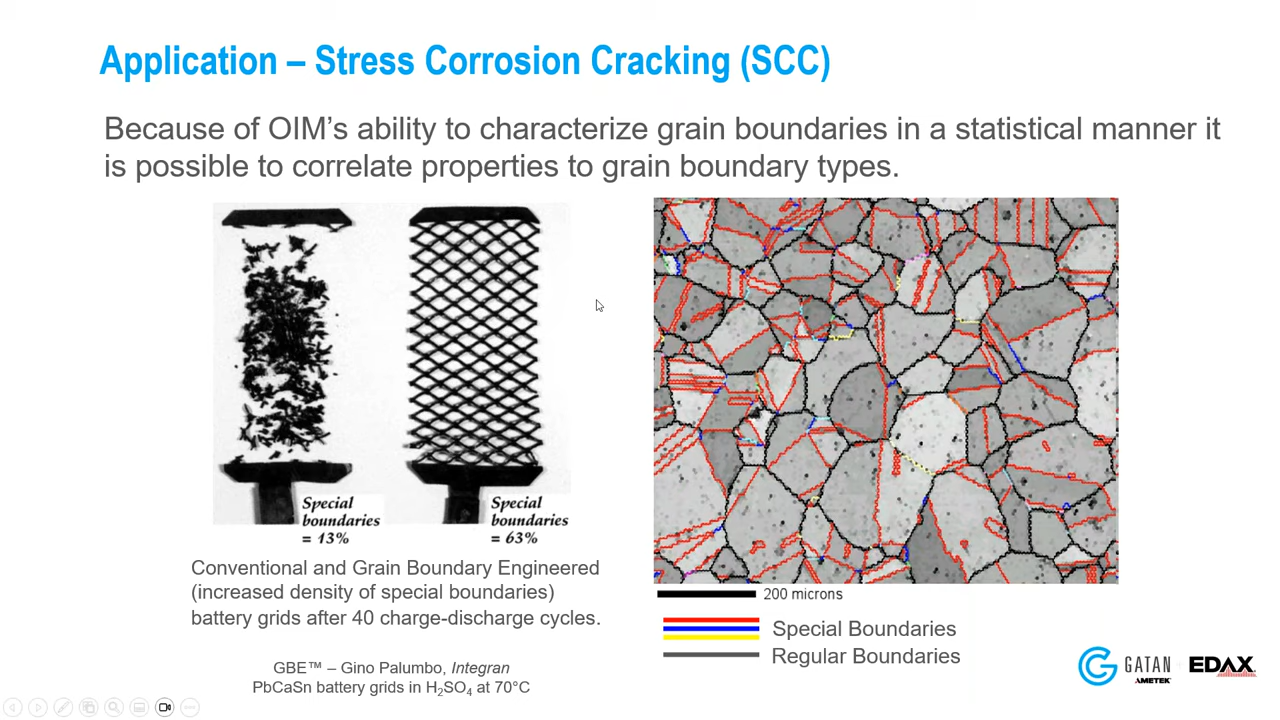 Application – Stress Corrosion Cracking (SCC)
Because of OIM’s ability to characterize grain boundaries in a statistical manner it
is possible to correlate properties to grain boundary types.
Special
boundaries
= 13%
Special
boundaries
= 63%
Conventional and Grain Boundary Engineered
(increased density of special boundaries)
battery grids after 40 charge-discharge cycles.
GBE™ – Gino Palumbo, Integran
PbCaSn battery grids in H₂SO₄ at 70°C
200 microns
Special Boundaries
Regular Boundaries
GATAN
AMETEK
EDAX